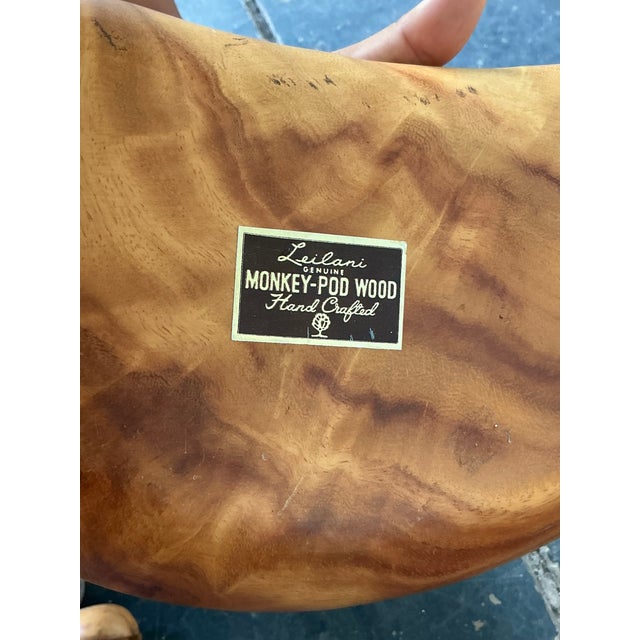 Leilani
GENUINE
MONKEY-POD WOOD
Hand Crafted